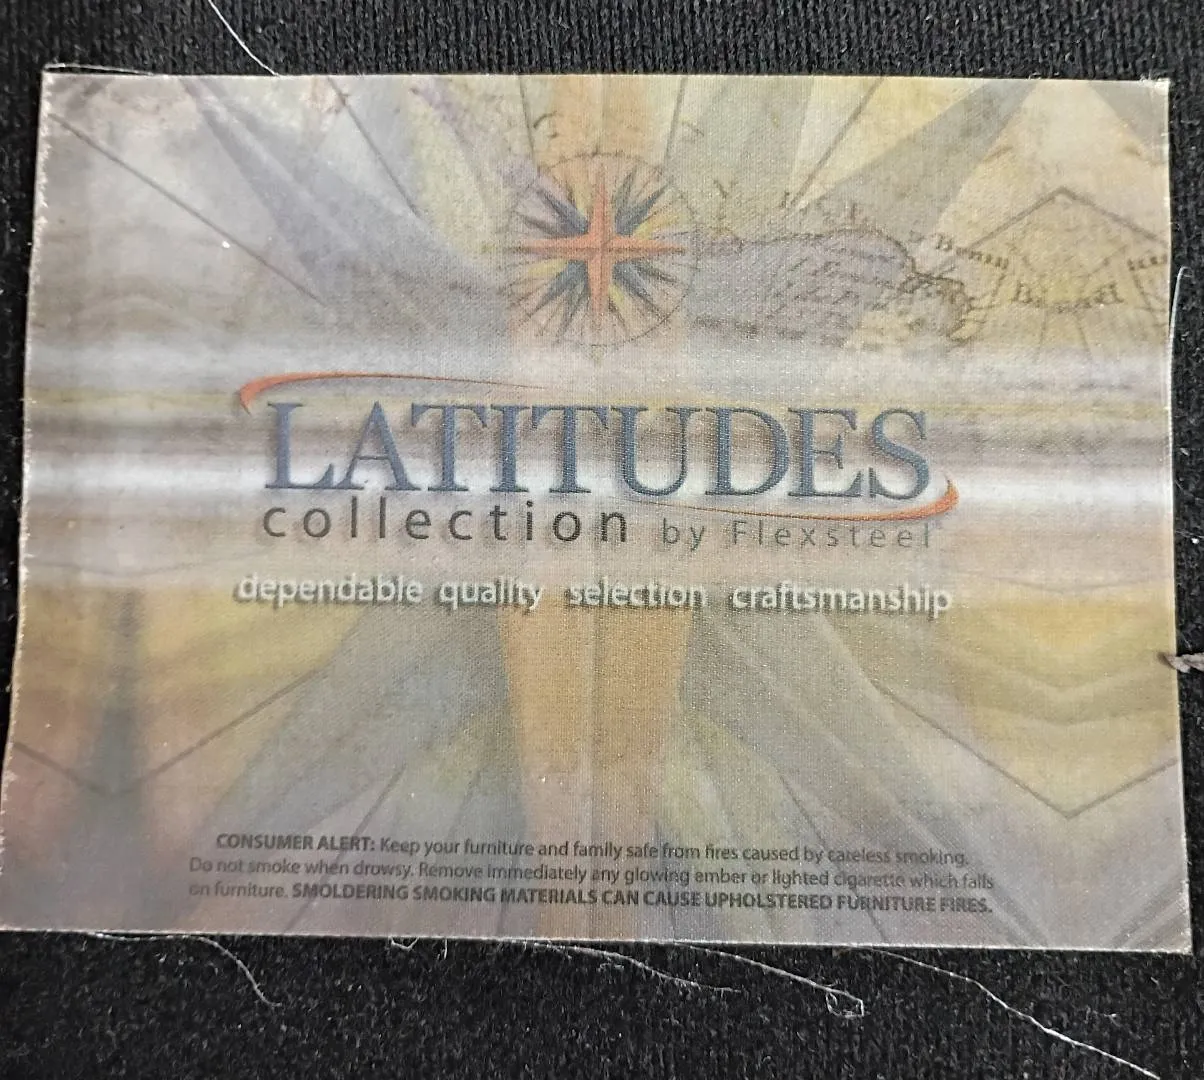 Benin
LATITUDES
collection by Flexsteel
dependable quality selection craftsmanship
CONSUMER ALERT: Keep your furniture and family safe from fires caused by careless smoking.
Do not smoke when drowsy. Remove immediately any glowing ember or lighted cigarette which falls
on furniture. SMOLDERING SMOKING MATERIALS CAN CAUSE UPHOLSTERED FURNITURE FIRES.